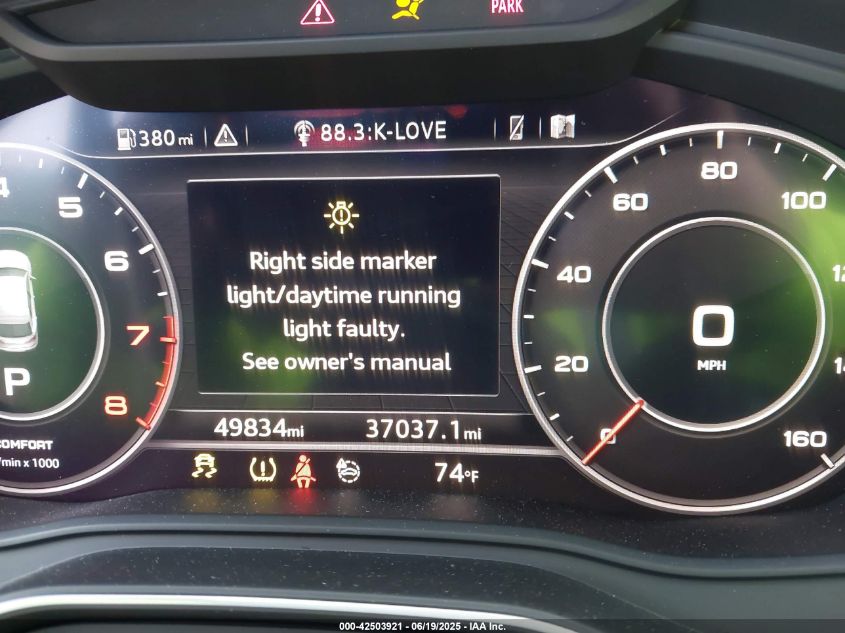 PARK
380 mi
88.3:K-LOVE
Right side marker
light/daytime running
light faulty.
See owner's manual
4
5
6
7
8
P
COMFORT
/min x 1000
20
40
60
80
100
160
0
MPH
0
49834mi
37037.1mi
74°F
000-42503921 - 06/19/2025 - IAA Inc.